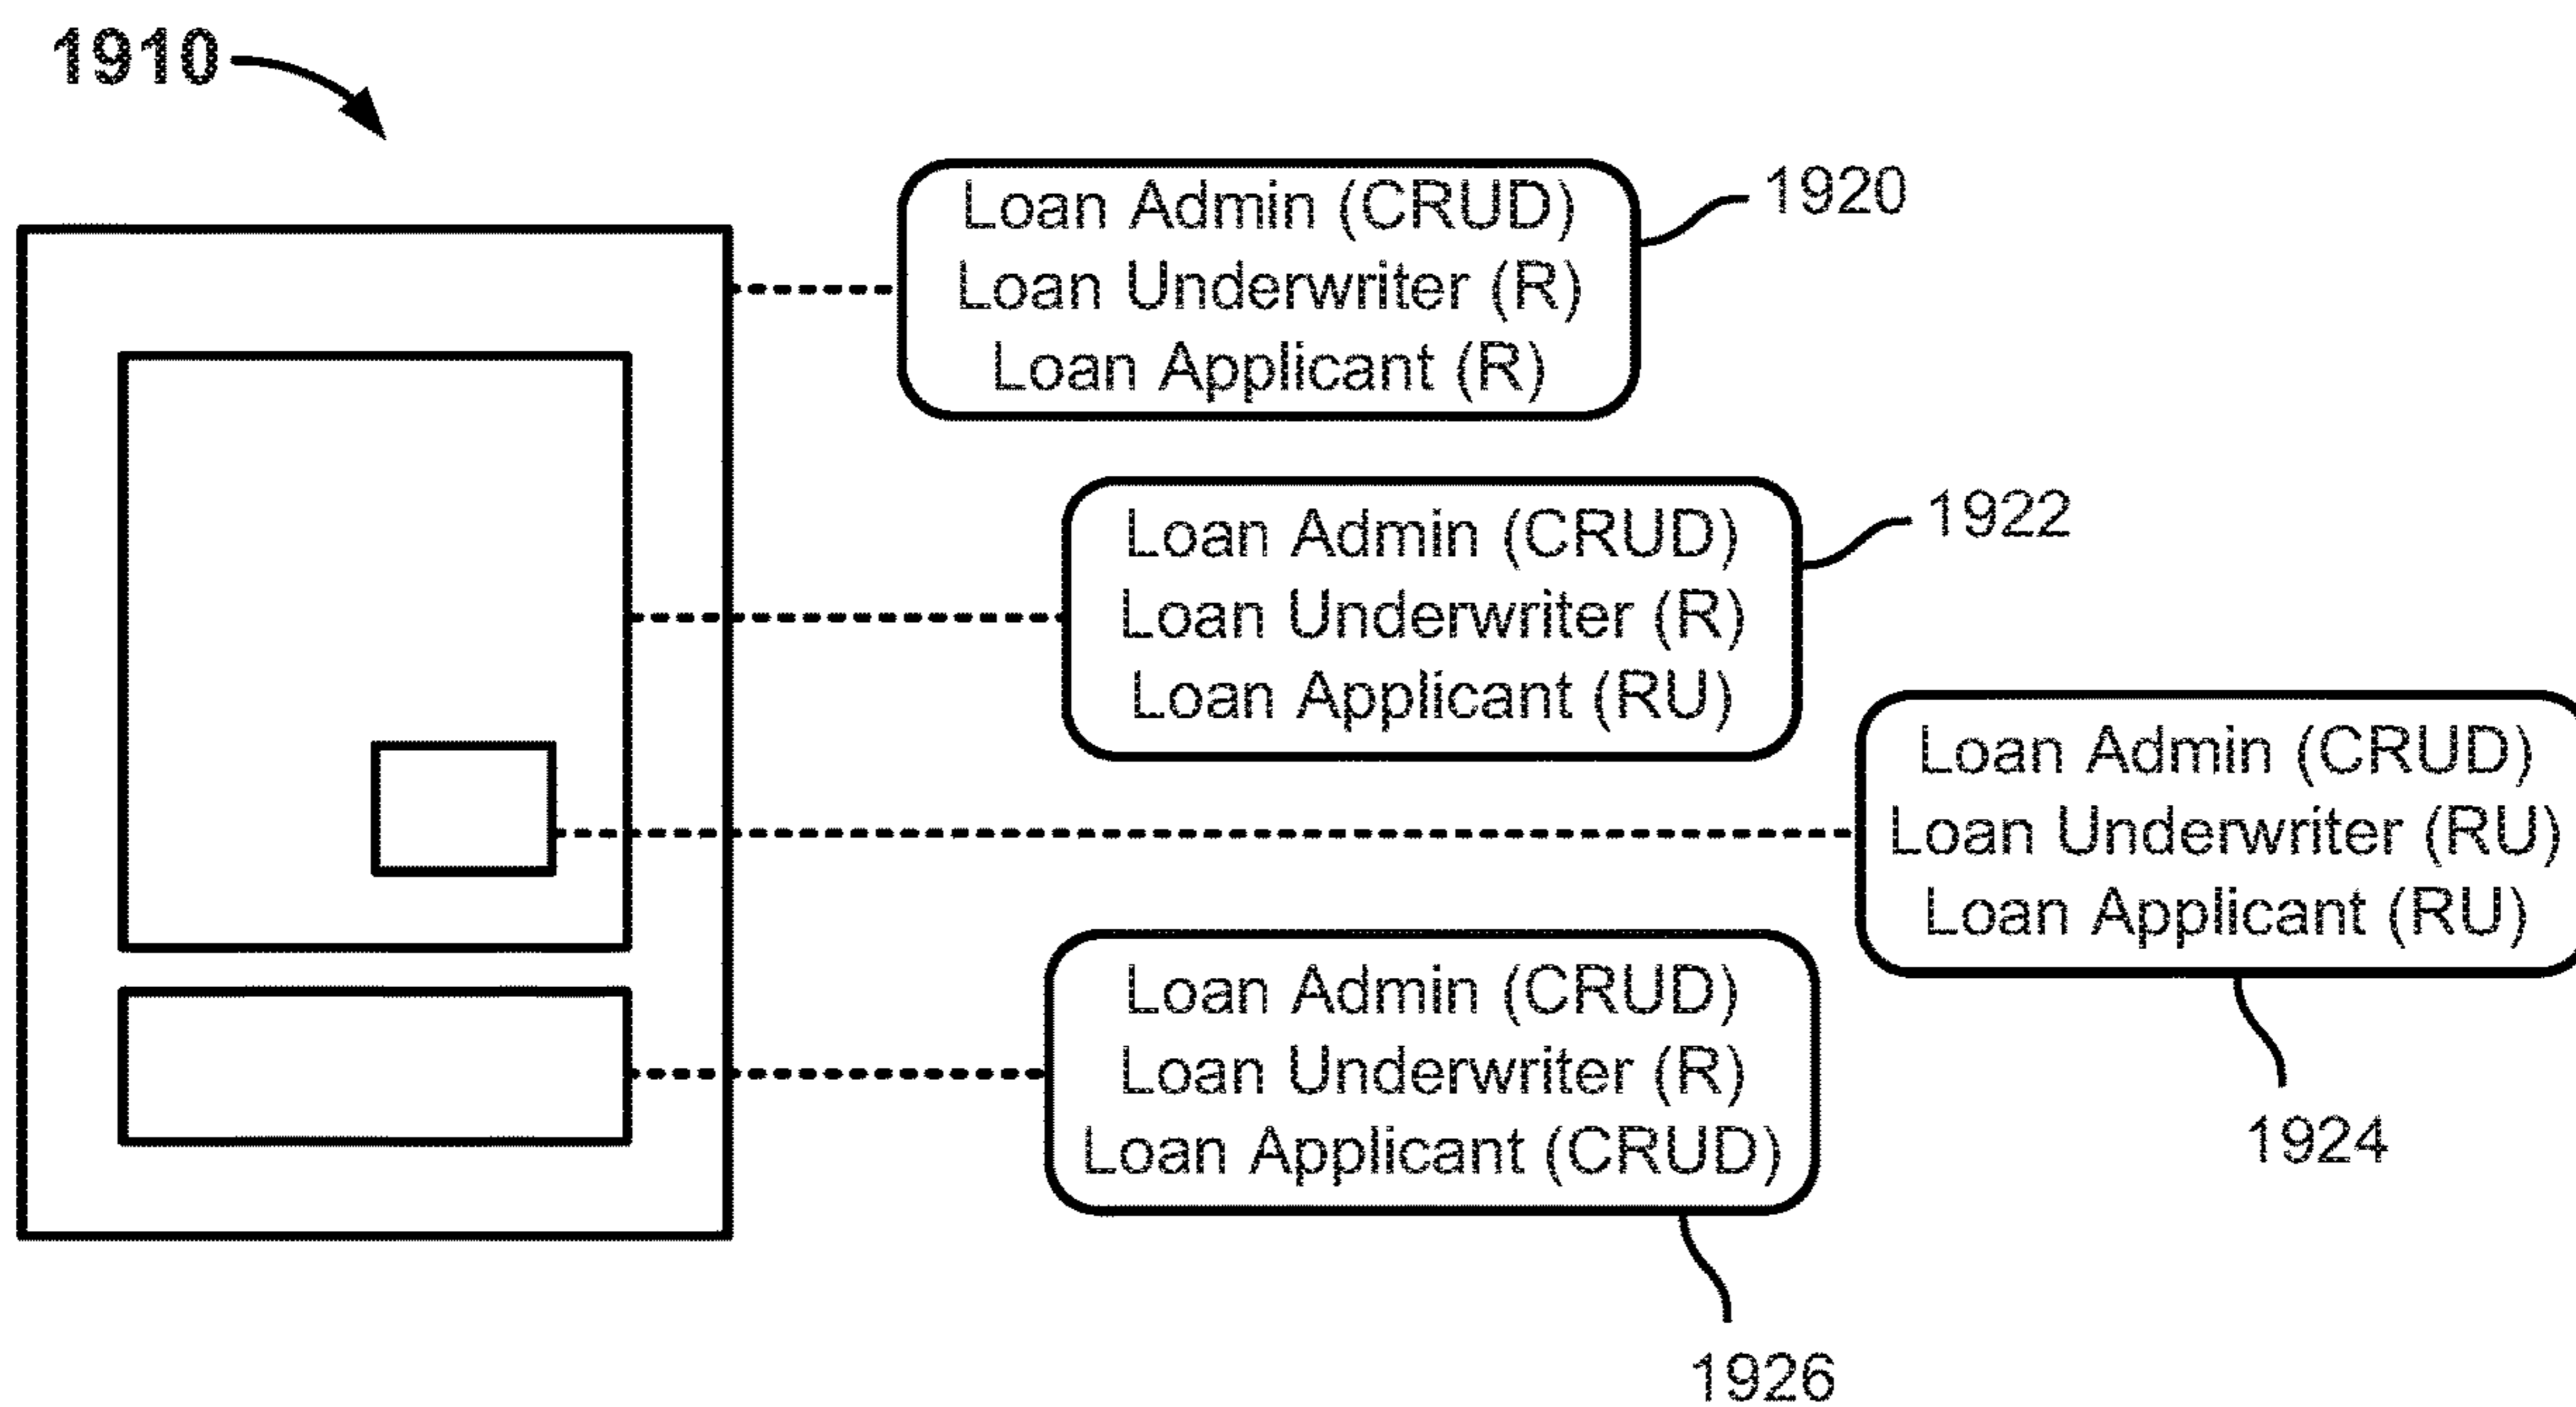 1910
Loan Admin (CRUD)
Loan Underwriter (R)
Loan Applicant (R)
1920
Loan Admin (CRUD)
Loan Underwriter (R)
Loan Applicant (RU)
1922
Loan Admin (CRUD)
Loan Underwriter (RU)
Loan Applicant (RU)
1924
Loan Admin (CRUD)
Loan Underwriter (R)
Loan Applicant (CRUD)
1926